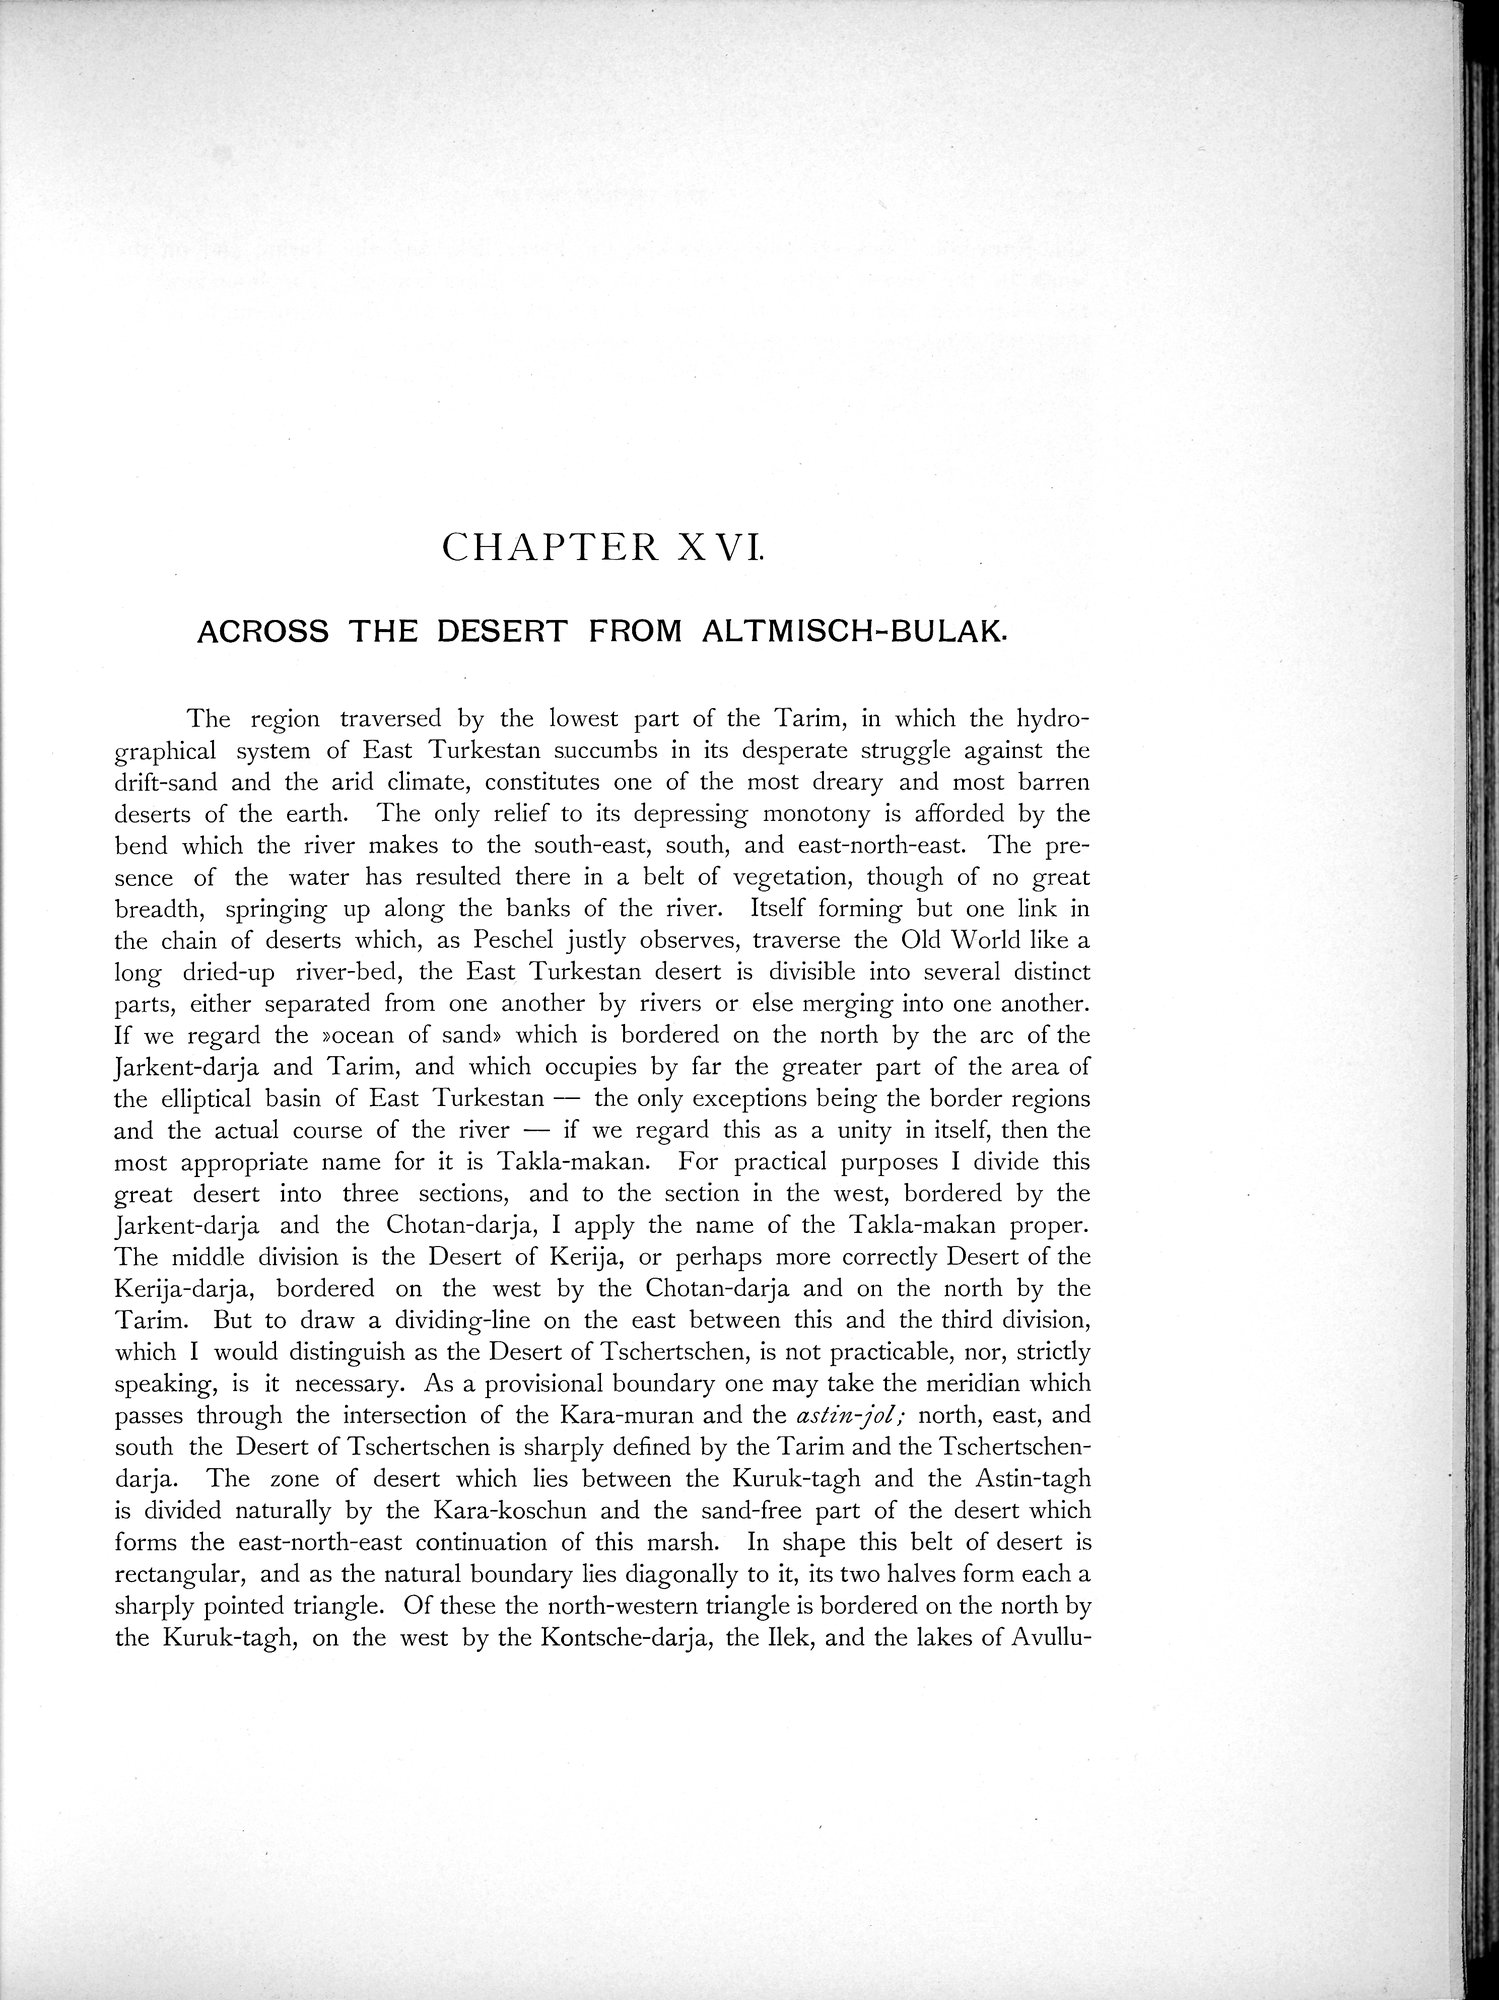 CHAPTER XVI.
ACROSS THE DESERT FROM ALTMISCH-BULAK.
The region traversed by the lowest part of the Tarim, in which the hydro-
graphical system of East Turkestan succumbs in its desperate struggle against the
drift-sand and the arid climate, constitutes one of the most dreary and most barren
deserts of the earth. The only relief to its depressing monotony is afforded by the
bend which the river makes to the south-east, south, and east-north-east. The pre-
sence of the water has resulted there in a belt of vegetation, though of no great
breadth, springing up along the banks of the river. Itself forming but one link in
the chain of deserts which, as Peschel justly observes, traverse the Old World like a
long dried-up river-bed, the East Turkestan desert is divisible into several distinct
parts, either separated from one another by rivers or else merging into one another.
If we regard the »ocean of sand» which is bordered on the north by the arc of the
Jarkent-darja and Tarim, and which occupies by far the greater part of the area of
the elliptical basin of East Turkestan — the only exceptions being the border regions
and the actual course of the river — if we regard this as a unity in itself, then the
most appropriate name for it is Takla-makan. For practical purposes I divide this
great desert into three sections, and to the section in the west, bordered by the
Jarkent-darja and the Chotan-darja, I apply the name of the Takla-makan proper.
The middle division is the Desert of Kerija, or perhaps more correctly Desert of the
Kerija-darja, bordered on the west by the Chotan-darja and on the north by the
Tarim. But to draw a dividing-line on the east between this and the third division,
which I would distinguish as the Desert of Tschertschen, is not practicable, nor, strictly
speaking, is it necessary. As a provisional boundary one may take the meridian which
passes through the intersection of the Kara-muran and the astin-jol; north, east, and
south the Desert of Tschertschen is sharply defined by the Tarim and the Tschertschen-
darja. The zone of desert which lies between the Kuruk-tagh and the Astin-tagh
is divided naturally by the Kara-koschun and the sand-free part of the desert which
forms the east-north-east continuation of this marsh. In shape this belt of desert is
rectangular, and as the natural boundary lies diagonally to it, its two halves form each a
sharply pointed triangle. Of these the north-western triangle is bordered on the north by
the Kuruk-tagh, on the west by the Kontsche-darja, the Ilek, and the lakes of Avullu-